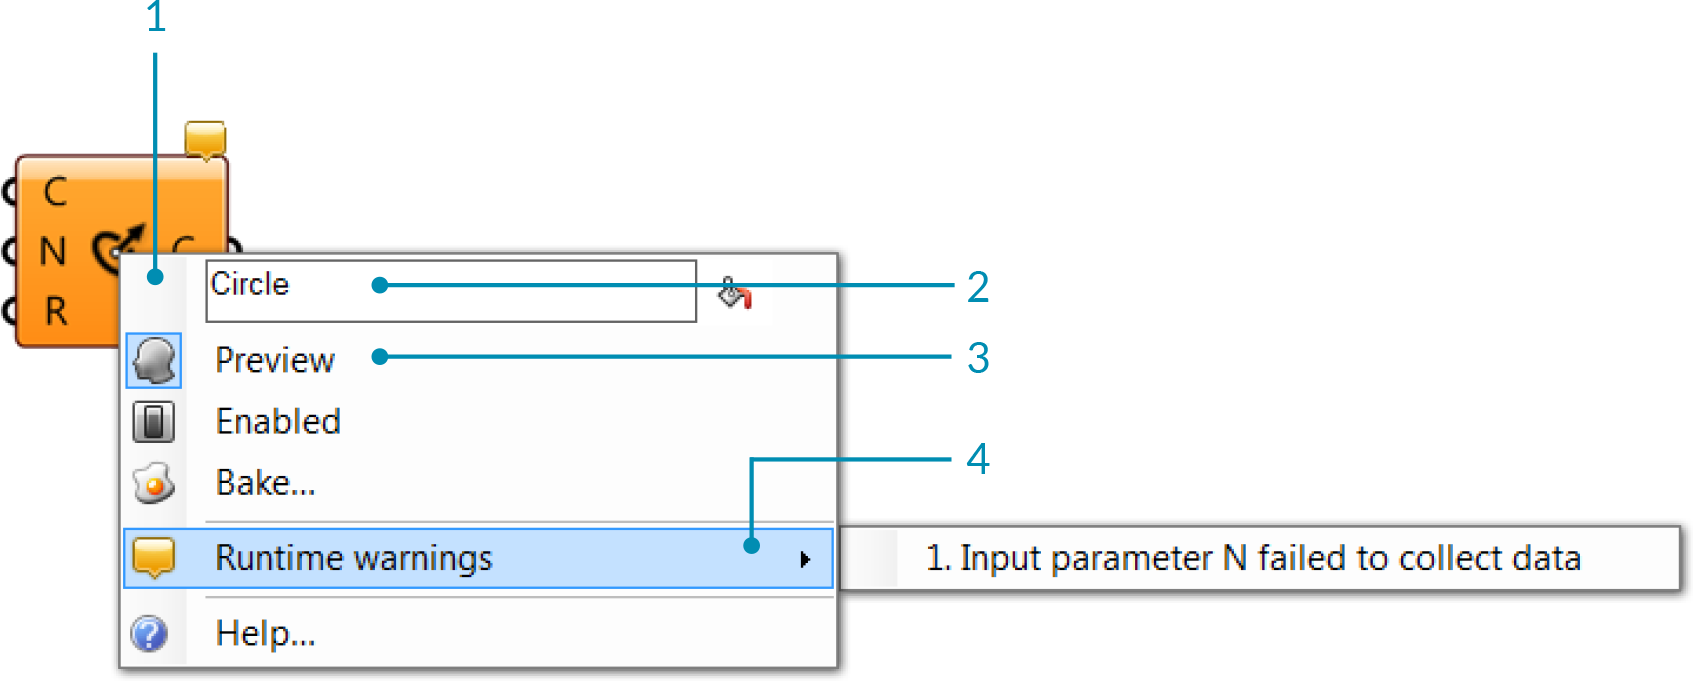 1
C
N
C
R
Circle
2
Preview
3
Enabled
Bake...
4
Runtime warnings
1. Input parameter N failed to collect data
Help...